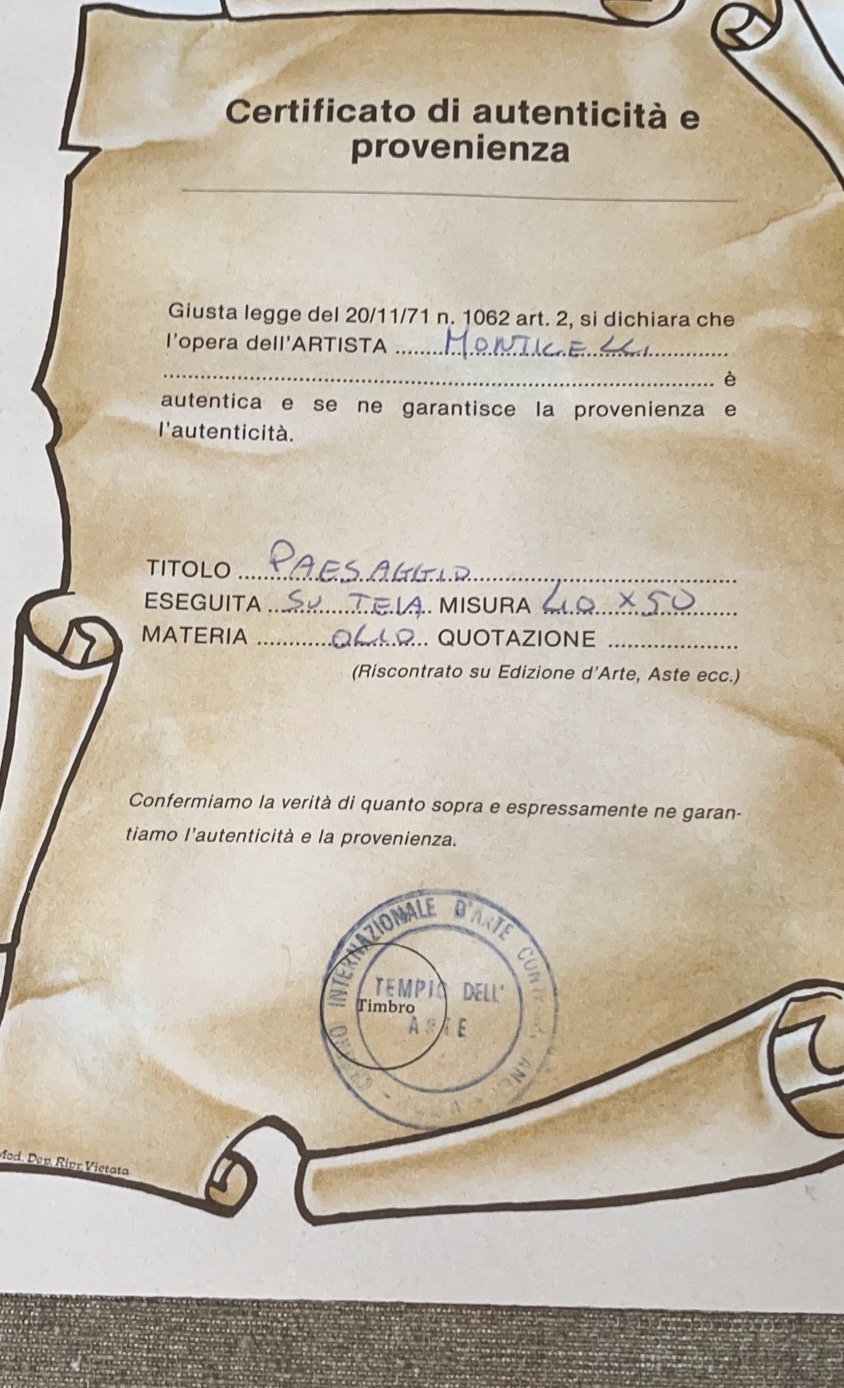 Certificato di autenticità e
provenienza
Giusta legge del 20/11/71 n. 1062 art. 2, si dichiara che
l'opera dell'ARTISTA ....... MONTICELLI ..............
.................................................................................... è
autentica e se ne garantisce la provenienza e
l'autenticità.
TITOLO ... PAESAGGIO ........................................
ESEGUITA ... SU TELA .. MISURA 40 X 50 .......
MATERIA ........... OLIO ... QUOTAZIONE ....................
(Riscontrato su Edizione d'Arte, Aste ecc.)
Confermiamo la verità di quanto sopra e espressamente ne garan-
tiamo l'autenticità e la provenienza.
INTERNAZIONALE D'ARTE
TEMPIO DELL'
Timbro
ARTE
Mod. Dep. Ripr. Vietata